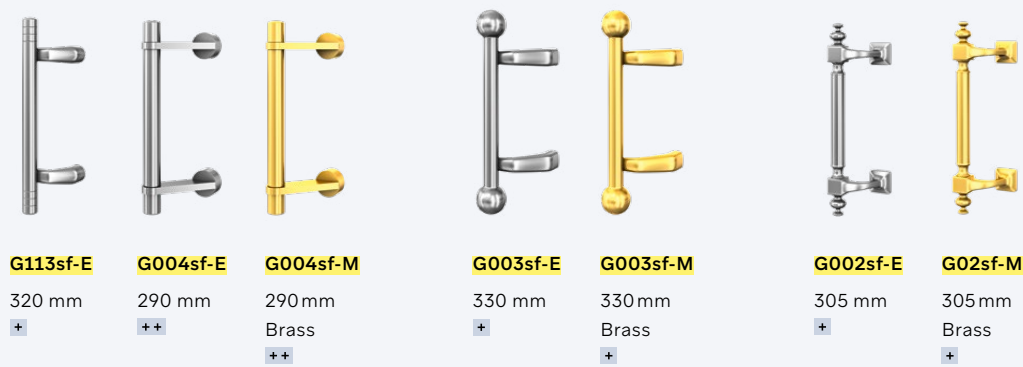 G113sf-E
320 mm
+
G004sf-E
290 mm
++
G004sf-M
290 mm
Brass
++
G003sf-E
330 mm
+
G003sf-M
330 mm
Brass
+
G002sf-E
305 mm
+
G02sf-M
305 mm
Brass
+